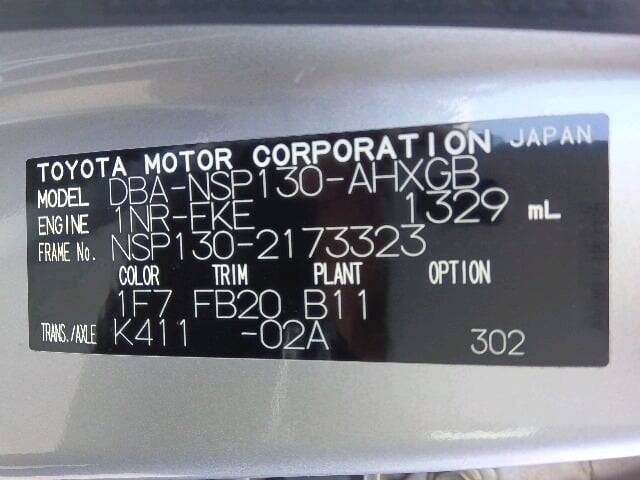 TOYOTA MOTOR CORPORATION JAPAN
MODEL DBA-NSP130-AHXGB
ENGINE 1NR-EKE 1329 mL
FRAME No. NSP130-2173323
COLOR TRIM PLANT OPTION
1F7 FB20 B11
TRANS./AXLE K411 -02A 302